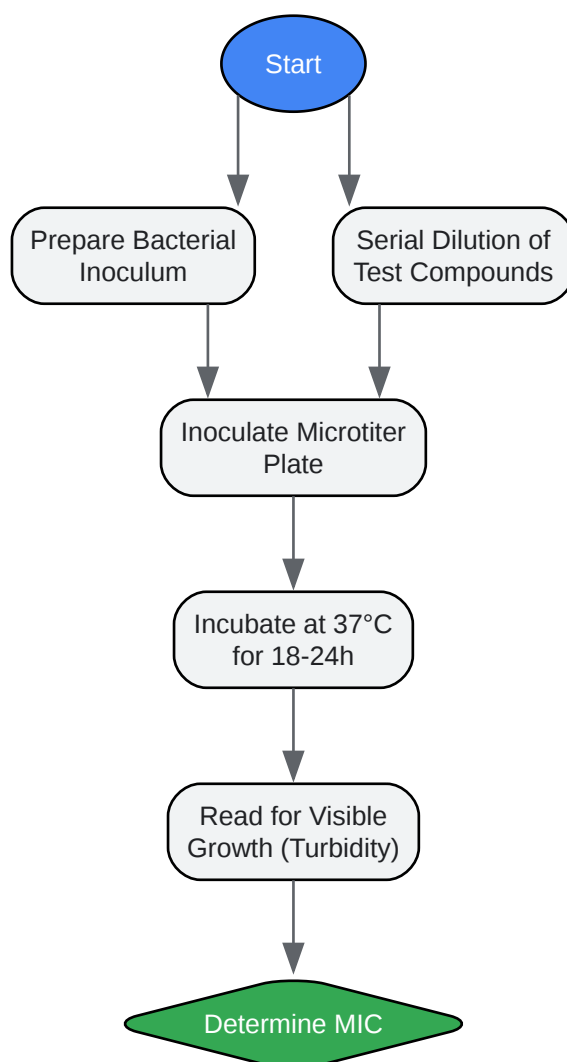 Start
Prepare Bacterial
Inoculum
Serial Dilution of
Test Compounds
Inoculate Microtiter
Plate
Incubate at 37°C
for 18-24h
Read for Visible
Growth (Turbidity)
Determine MIC